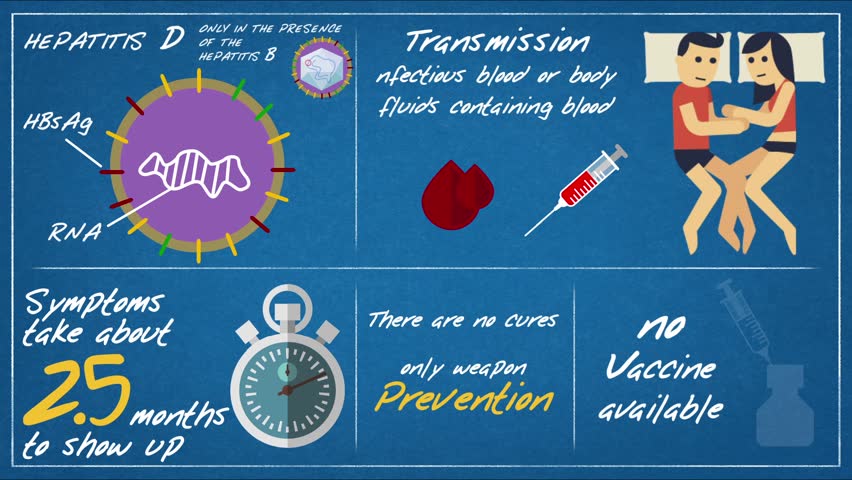 HEPATITIS D
ONLY IN THE PRESENCE
OF THE
HEPATITIS B
HBsAg
RNA
Transmission
nfectious blood or body
fluids containing blood
Symptoms
take about
2.5 months
to show up
There are no cures
only weapon
Prevention
no
Vaccine
available